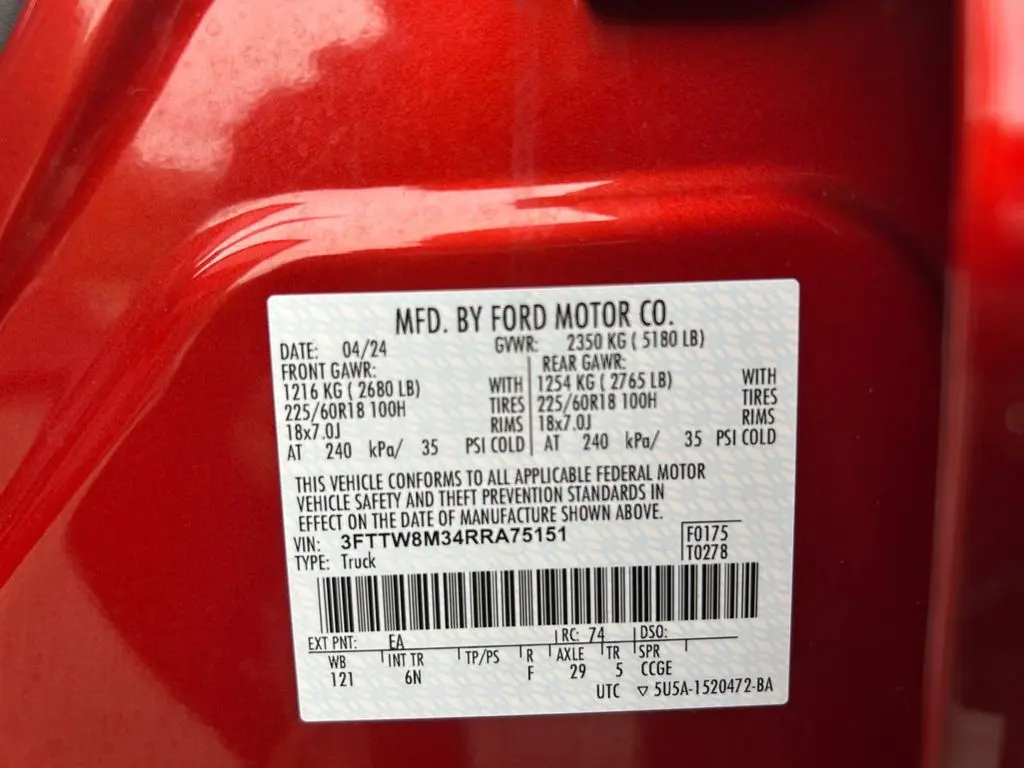 MFD. BY FORD MOTOR CO.
DATE: 04/24 GVWR: 2350 KG ( 5180 LB)
FRONT GAWR: REAR GAWR:
1216 KG ( 2680 LB) WITH 1254 KG ( 2765 LB) WITH
225/60R18 100H TIRES 225/60R18 100H TIRES
18x7.0J RIMS 18x7.0J RIMS
AT 240 kPa/ 35 PSI COLD AT 240 kPa/ 35 PSI COLD
THIS VEHICLE CONFORMS TO ALL APPLICABLE FEDERAL MOTOR
VEHICLE SAFETY AND THEFT PREVENTION STANDARDS IN
EFFECT ON THE DATE OF MANUFACTURE SHOWN ABOVE.
VIN: 3FTTW8M34RRA75151 F0175
TYPE: Truck T0278
EXT PNT: EA RC: 74 DSO:
WB INT TR TP/PS R AXLE TR SPR
121 6N F 29 5 CCGE
UTC ▽ 5U5A-1520472-BA